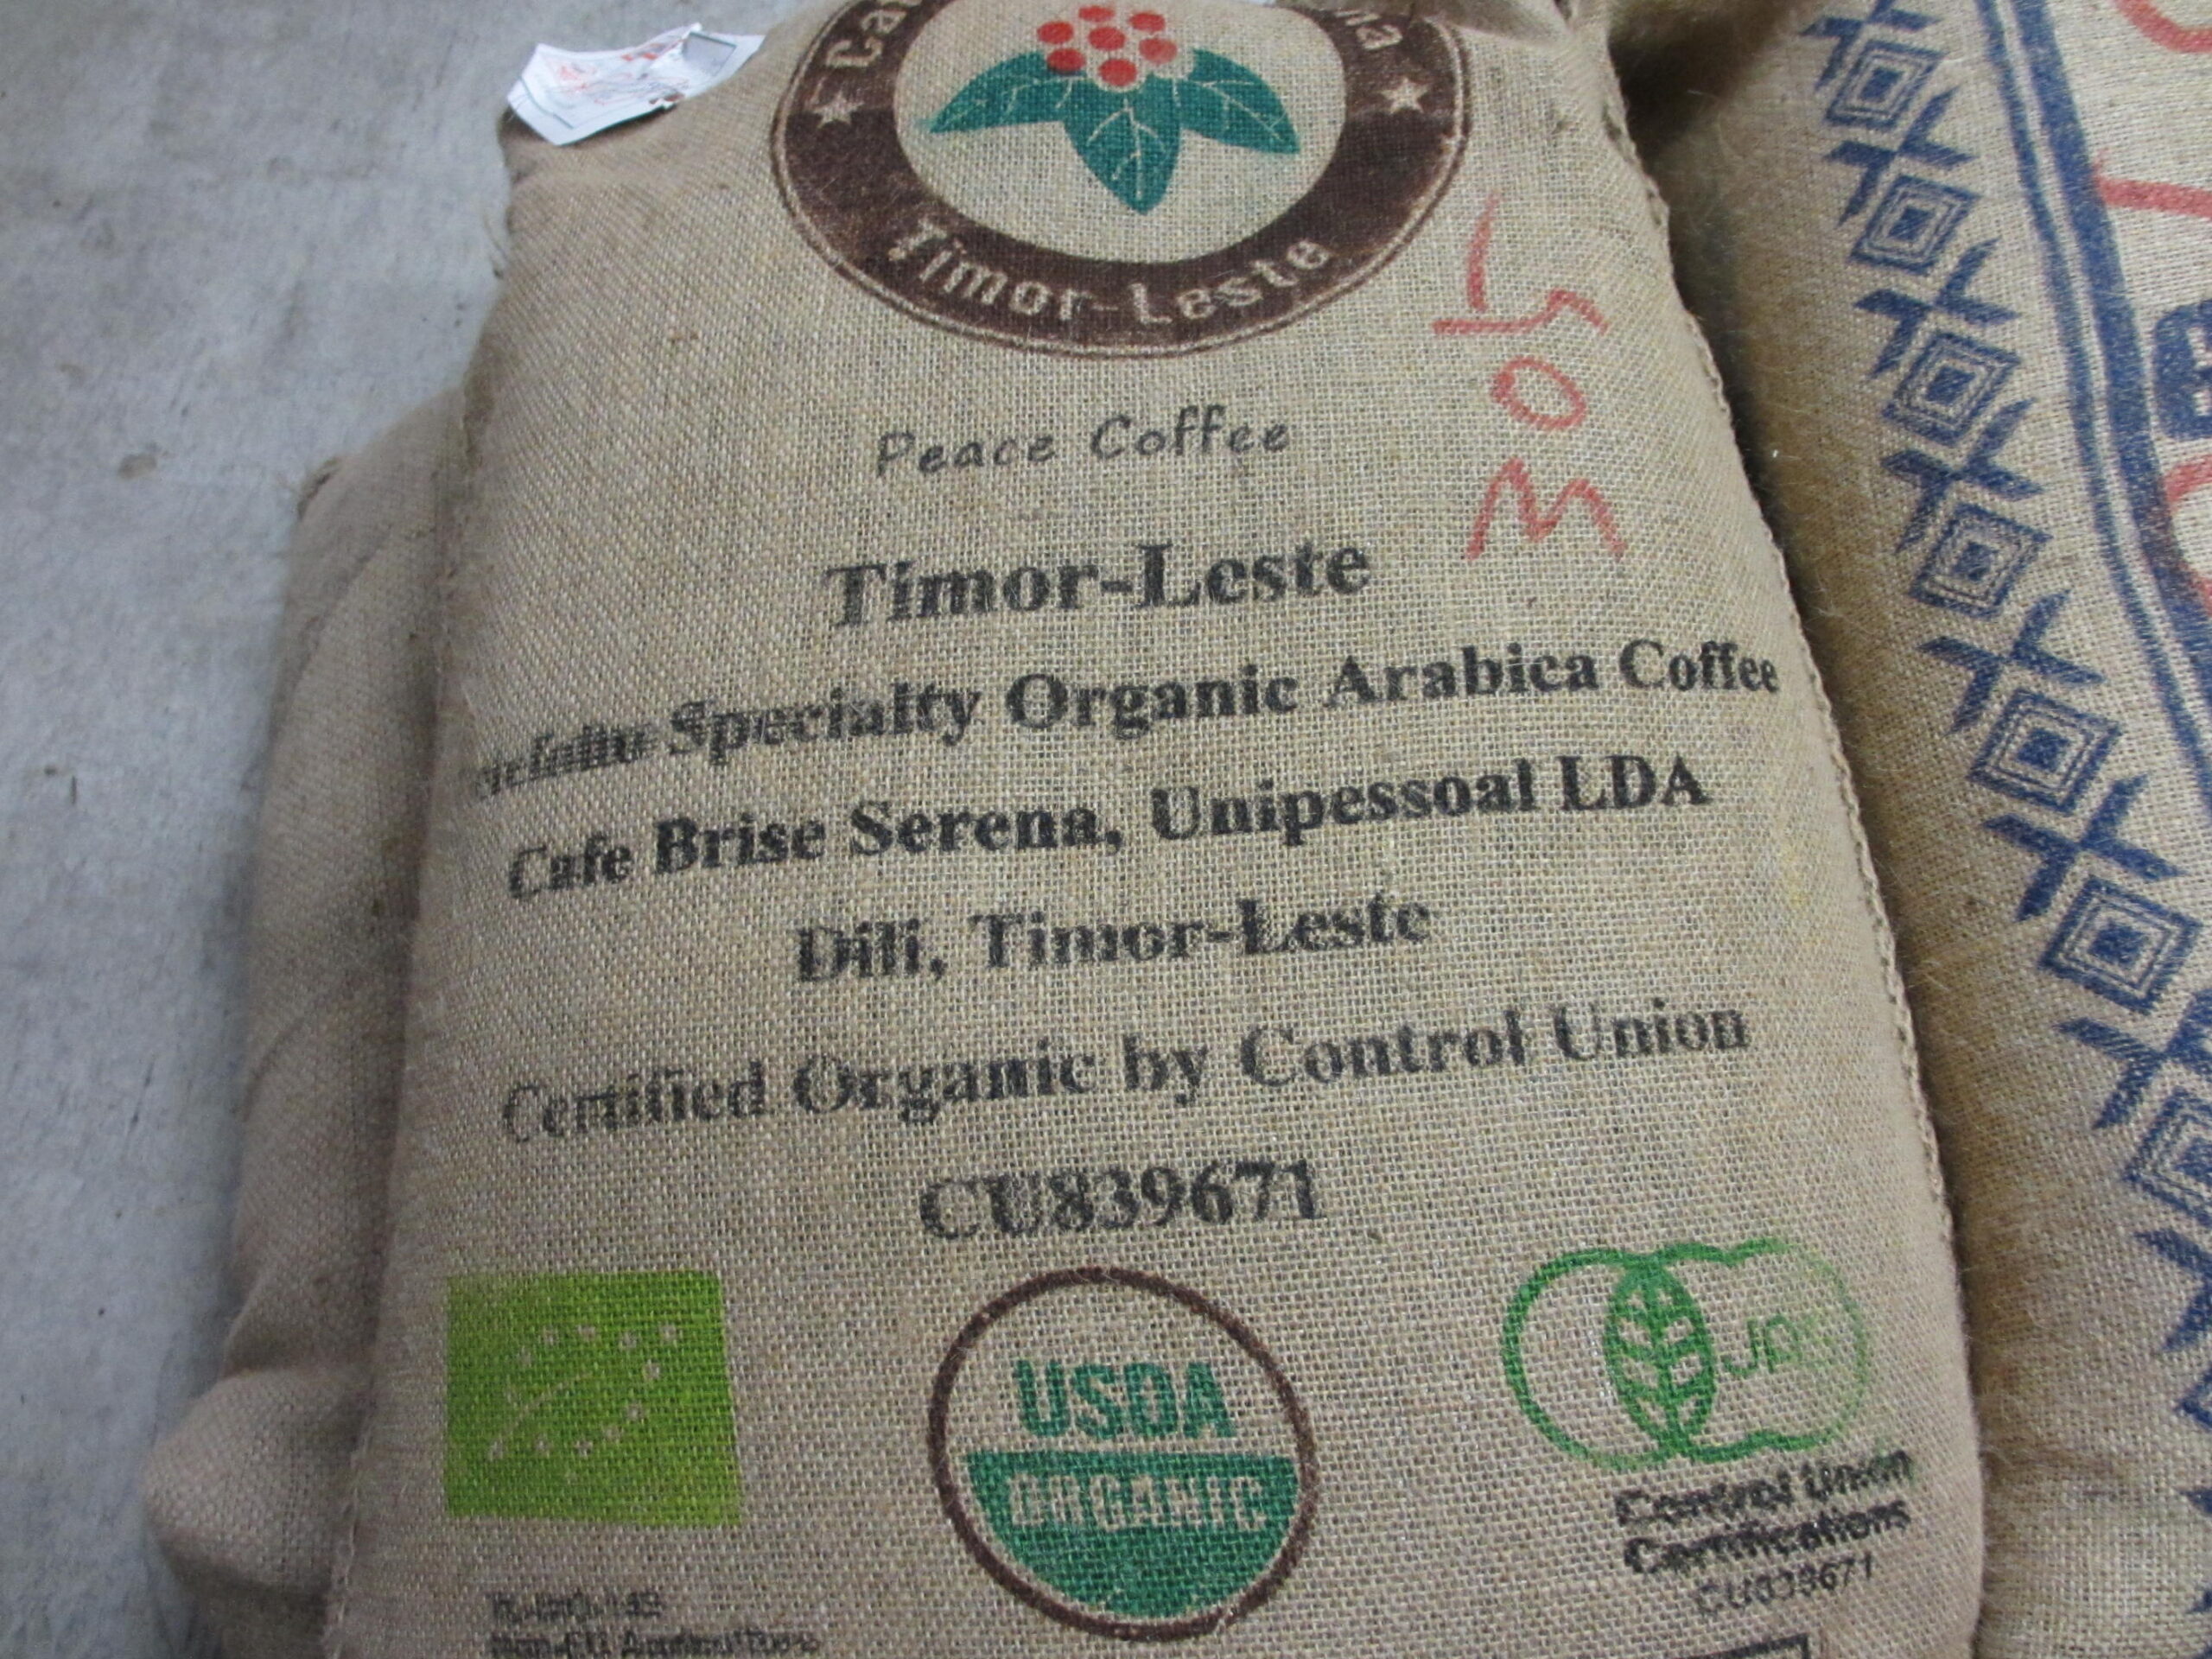 Timor-Leste
Peace Coffee
Timor-Leste
Specialty Organic Arabica Coffee
Cafe Brise Serena, Unipessoal LDA
Dili, Timor-Leste
Certified Organic by Control Union
CU839671
USDA
ORGANIC
JAS
Control Union
Certifications
CU839671